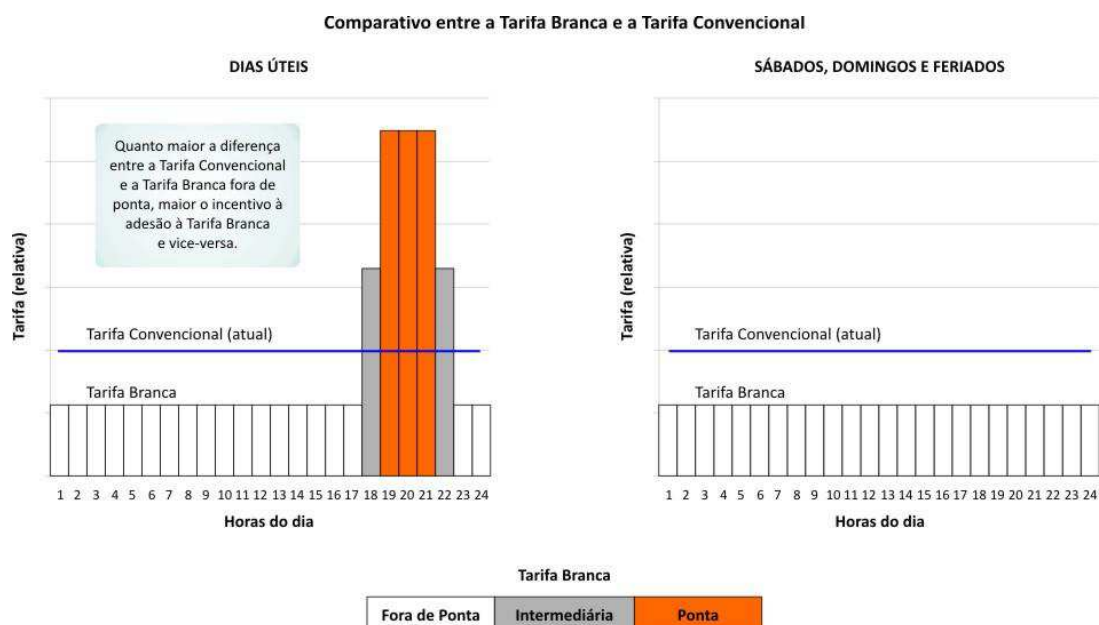 Comparativo entre a Tarifa Branca e a Tarifa Convencional
DIAS ÚTEIS
Quanto maior a diferença
entre a Tarifa Convencional
e a Tarifa Branca fora de
ponta, maior o incentivo à
adesão à Tarifa Branca
e vice-versa.
Tarifa (relativa)
Tarifa Convencional (atual)
Tarifa Branca
1 2 3 4 5 6 7 8 9 10 11 12 13 14 15 16 17 18 19 20 21 22 23 24
Horas do dia
SÁBADOS, DOMINGOS E FERIADOS
Tarifa (relativa)
Tarifa Convencional (atual)
Tarifa Branca
1 2 3 4 5 6 7 8 9 10 11 12 13 14 15 16 17 18 19 20 21 22 23 24
Horas do dia
Tarifa Branca
Fora de Ponta Intermediária Ponta